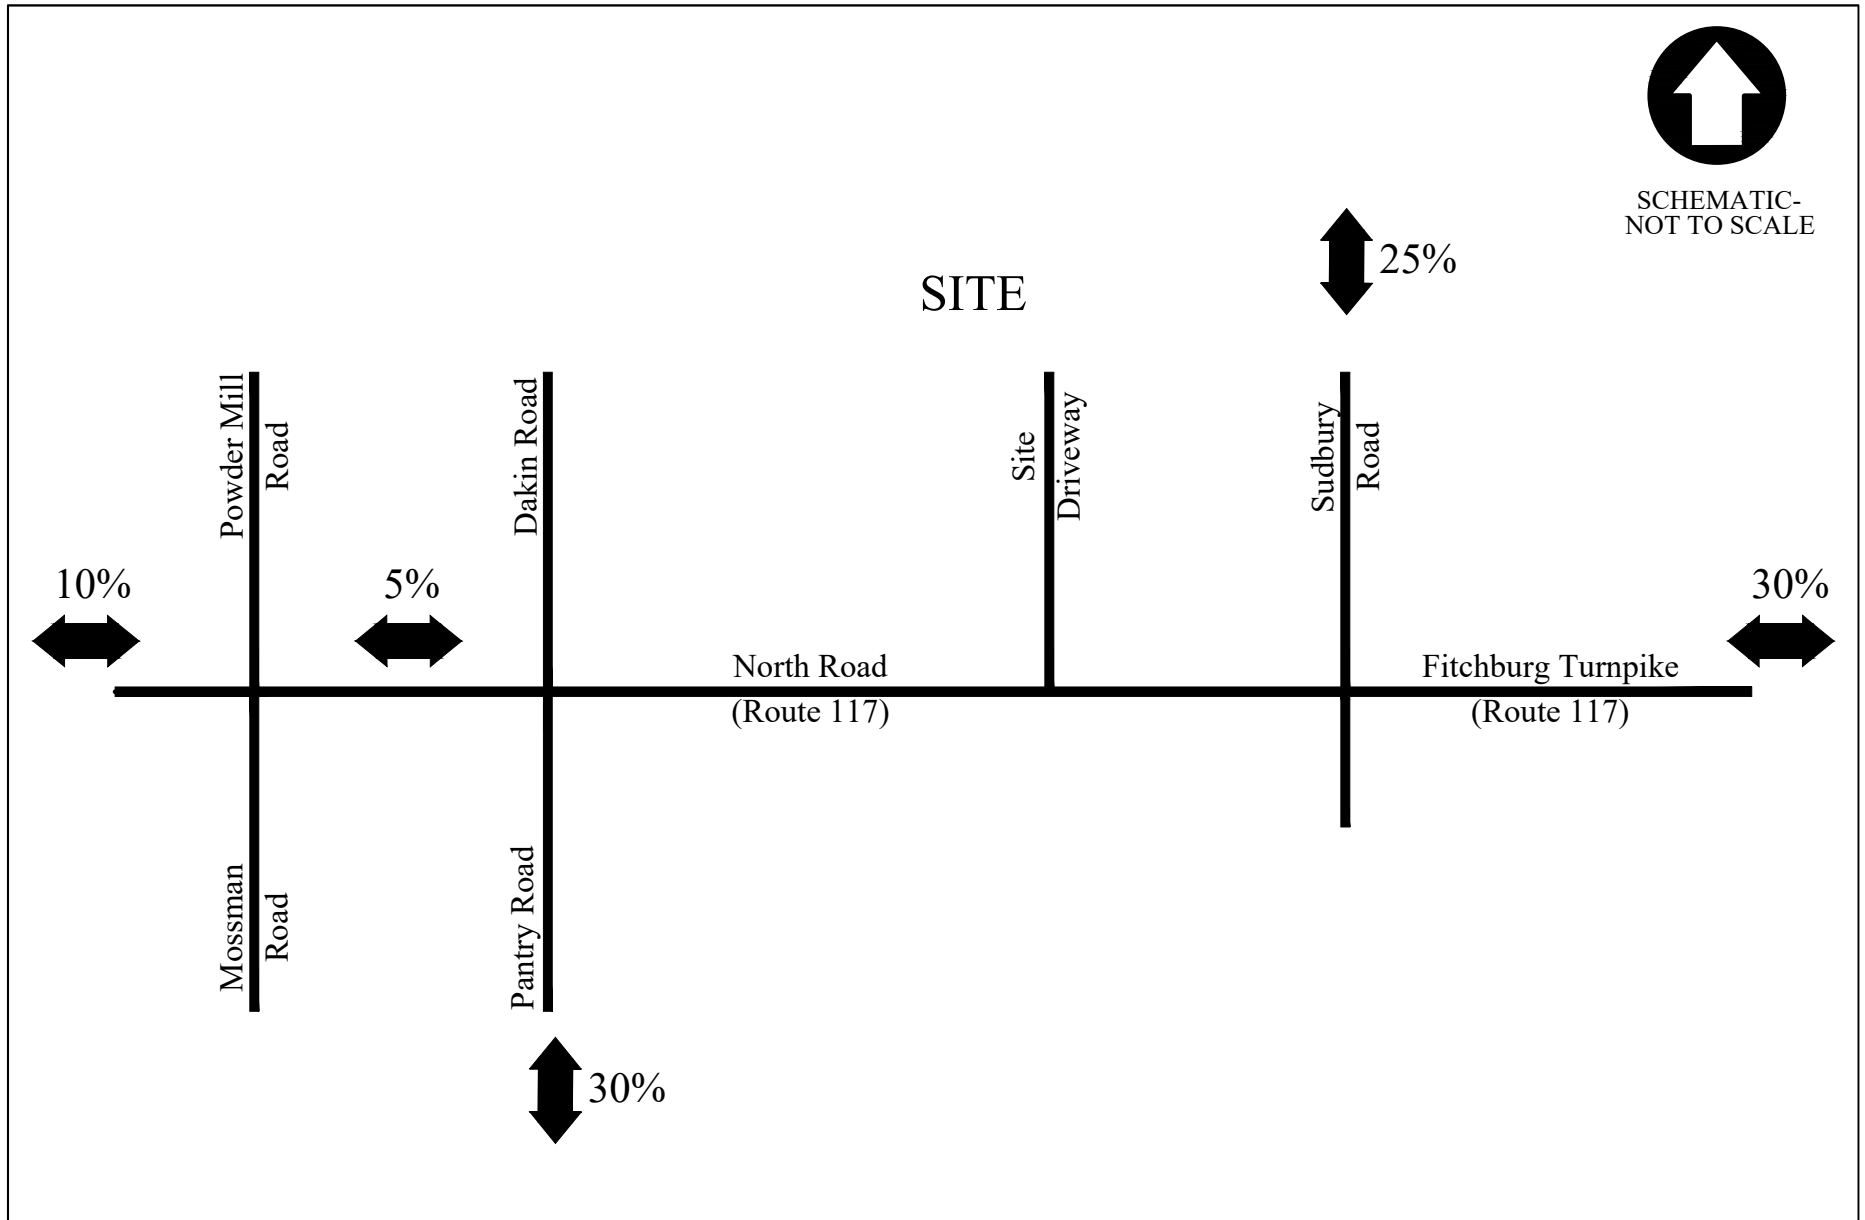 SCHEMATIC-
NOT TO SCALE
25%
SITE
Powder Mill
Road
Dakin Road
Site
Driveway
Sudbury
Road
10%
5%
30%
North Road
(Route 117)
Fitchburg Turnpike
(Route 117)
Mossman
Road
Pantry Road
30%